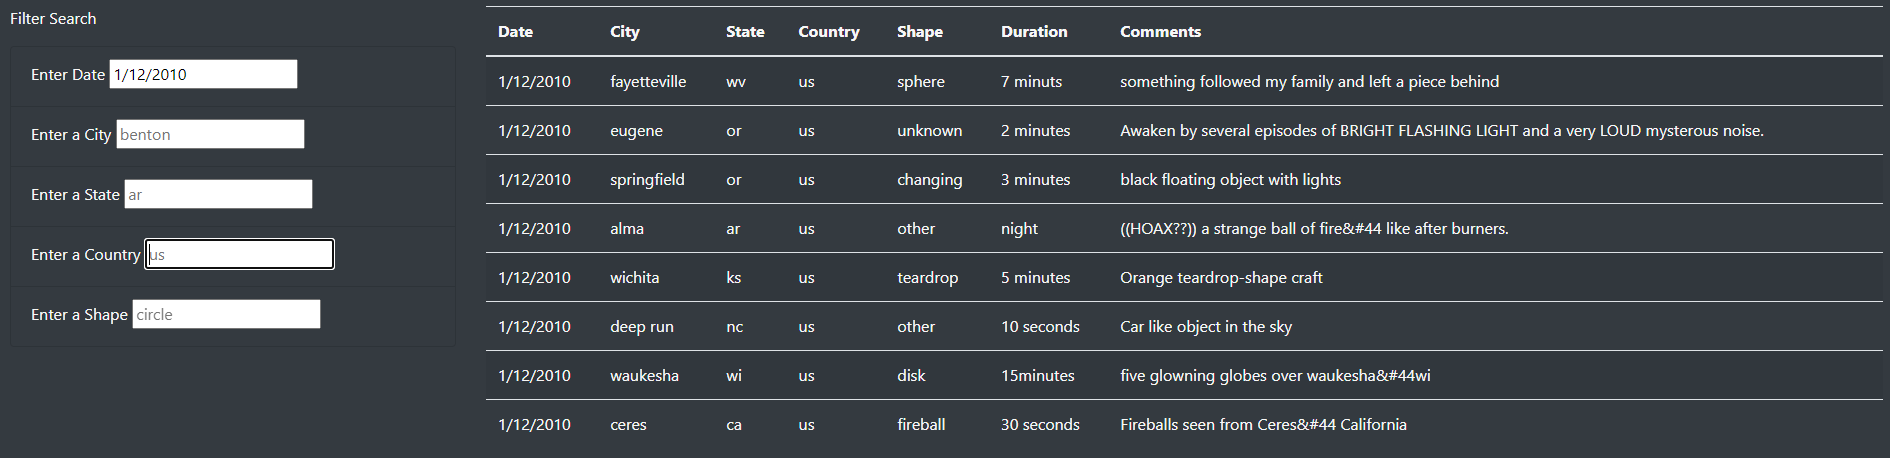 Filter Search
Enter Date 1/12/2010
Enter a City benton
Enter a State ar
Enter a Country us
Enter a Shape circle
Date City State Country Shape Duration Comments
1/12/2010 fayetteville wv us sphere 7 minuts something followed my family and left a piece behind
1/12/2010 eugene or us unknown 2 minutes Awaken by several episodes of BRIGHT FLASHING LIGHT and a very LOUD mysterous noise.
1/12/2010 springfield or us changing 3 minutes black floating object with lights
1/12/2010 alma ar us other night ((HOAX??)) a strange ball of fire&#44 like after burners.
1/12/2010 wichita ks us teardrop 5 minutes Orange teardrop-shape craft
1/12/2010 deep run nc us other 10 seconds Car like object in the sky
1/12/2010 waukesha wi us disk 15minutes five glowning globes over waukesha&#44wi
1/12/2010 ceres ca us fireball 30 seconds Fireballs seen from Ceres&#44 California